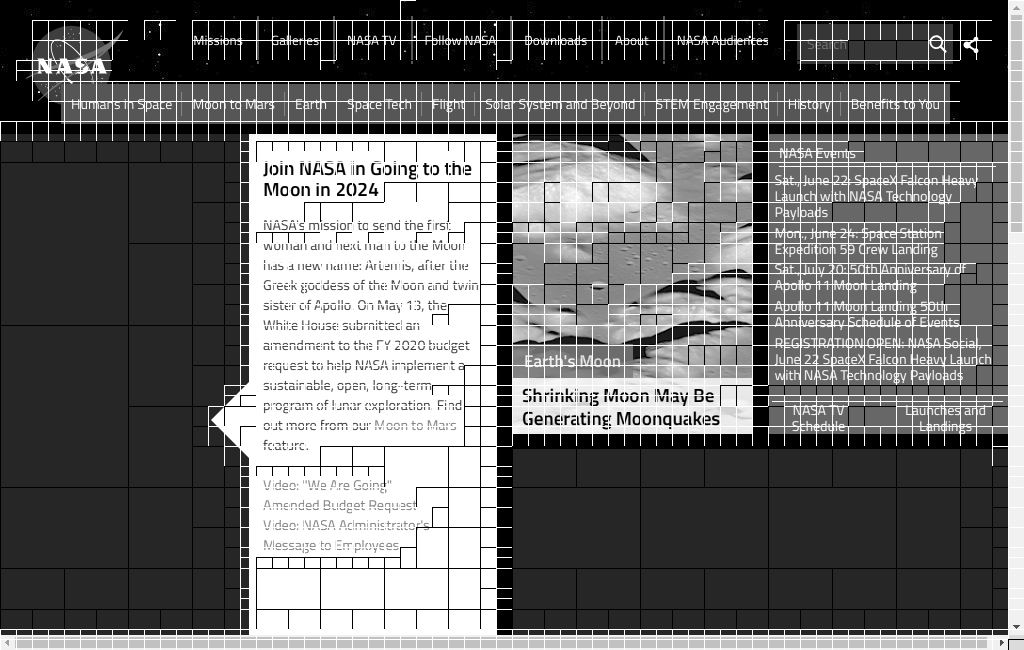 NASA
Missions Galleries NASA TV Follow NASA Downloads About NASA Audiences
Search
Humans in Space Moon to Mars Earth Space Tech Flight Solar System and Beyond STEM Engagement History Benefits to You
Join NASA in Going to the
Moon in 2024
NASA's mission to send the first
woman and next man to the Moon
has a new name: Artemis, after the
Greek goddess of the Moon and twin
sister of Apollo. On May 13, the
White House submitted an
amendment to the FY 2020 budget
request to help NASA implement a
sustainable, open, long-term
program of lunar exploration. Find
out more from our Moon to Mars
feature.
Video: "We Are Going"
Amended Budget Request
Video: NASA Administrator's
Message to Employees
Earth's Moon
Shrinking Moon May Be
Generating Moonquakes
NASA Events
Sat., June 22: SpaceX Falcon Heavy
Launch with NASA Technology
Payloads
Mon., June 24: Space Station
Expedition 59 Crew Landing
Sat., July 20: 50th Anniversary of
Apollo 11 Moon Landing
Apollo 11 Moon Landing 50th
Anniversary Schedule of Events
REGISTRATION OPEN: NASA Social,
June 22 SpaceX Falcon Heavy Launch
with NASA Technology Payloads
NASA TV
Schedule
Launches and
Landings